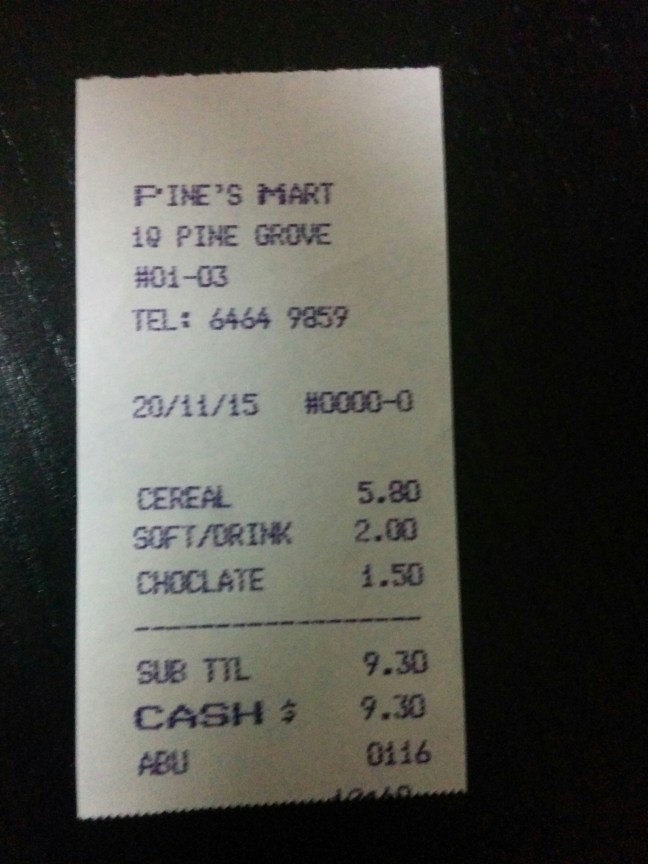 PINE'S MART
1Q PINE GROVE
#01-03
TEL: 6464 9859
20/11/15 #0000-0
CEREAL 5.80
SOFT/DRINK 2.00
CHOCLATE 1.50
SUB TTL 9.30
CASH $ 9.30
ABU 0116